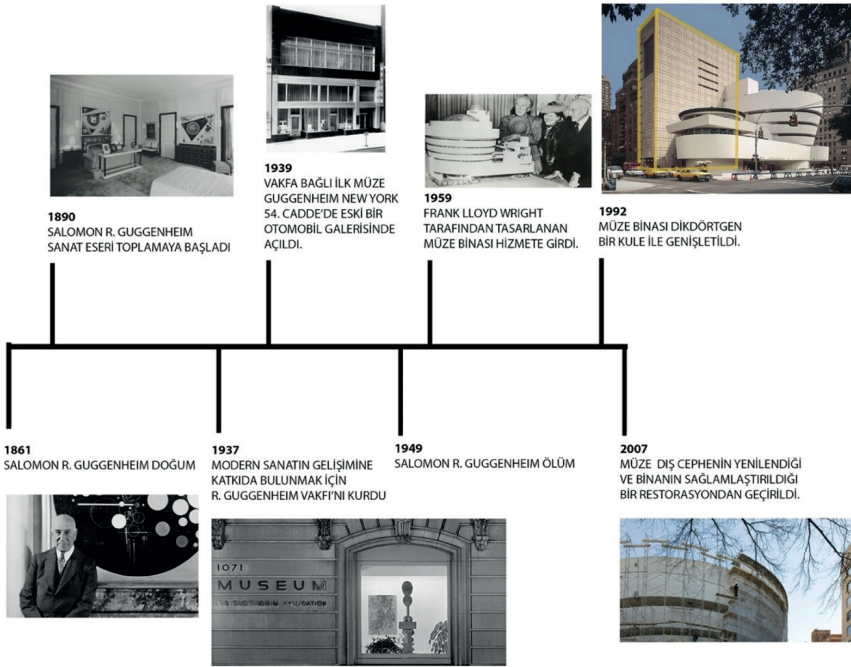 1890
SALOMON R. GUGGENHEIM
SANAT ESERİ TOPLAMAYA BAŞLADI
1939
VAKFA BAĞLI İLK MÜZE
GUGGENHEIM NEW YORK
54. CADDE'DE ESKİ BİR
OTOMOBİL GALERİSİNDE
AÇILDI.
1959
FRANK LLOYD WRIGHT
TARAFINDAN TASARLANAN
MÜZE BİNASI HİZMETE GİRDİ.
1992
MÜZE BİNASI DİKDÖRTGEN
BİR KULE İLE GENİŞLETİLDİ.
1861
SALOMON R. GUGGENHEIM DOĞUM
1937
MODERN SANATIN GELİŞİMİNE
KATKIDA BULUNMAK İÇİN
R. GUGGENHEIM VAKFI'NI KURDU
1949
SALOMON R. GUGGENHEIM ÖLÜM
2007
MÜZE DIŞ CEPHENİN YENİLENDİĞİ
VE BİNANIN SAĞLAMLAŞTIRILDIĞI
BİR RESTORASYONDAN GEÇİRİLDİ.
1071
MUSEUM
GUGGENHEIM FOUNDATION